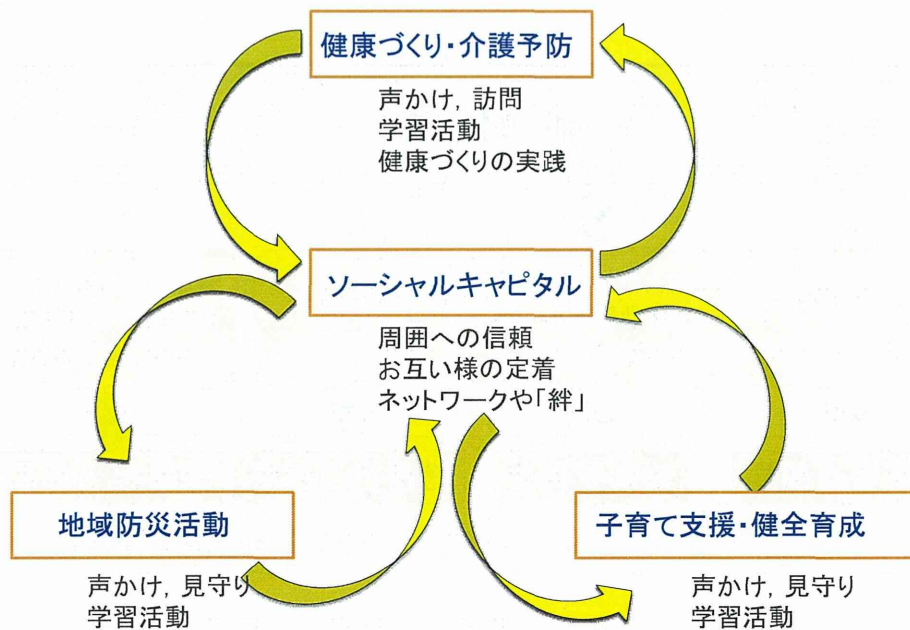 健康づくり・介護予防
声かけ, 訪問
学習活動
健康づくりの実践
ソーシャルキャピタル
周囲への信頼
お互い様の定着
ネットワークや「絆」
地域防災活動
声かけ, 見守り
学習活動
子育て支援・健全育成
声かけ, 見守り
学習活動